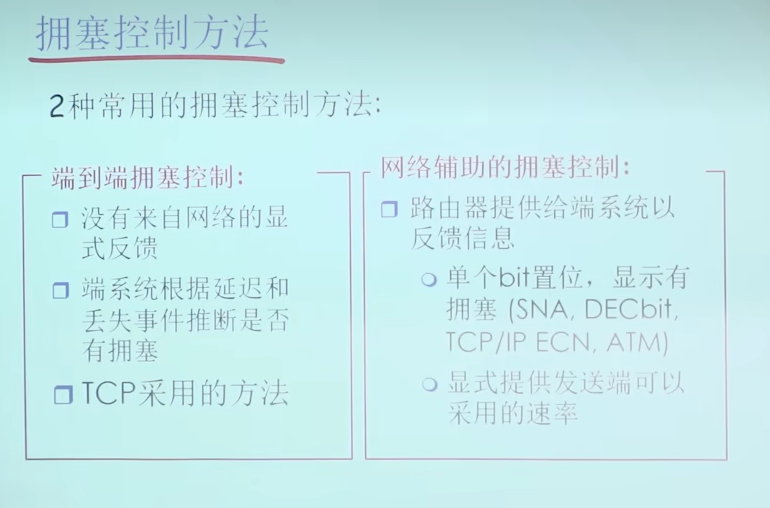 拥塞控制方法
2种常用的拥塞控制方法:
端到端拥塞控制:
没有来自网络的显
式反馈
端系统根据延迟和
丢失事件推断是否
有拥塞
TCP采用的方法
网络辅助的拥塞控制:
路由器提供给端系统以
反馈信息
单个bit置位，显示有
拥塞 (SNA, DECbit,
TCP/IP ECN, ATM)
显式提供发送端可以
采用的速率